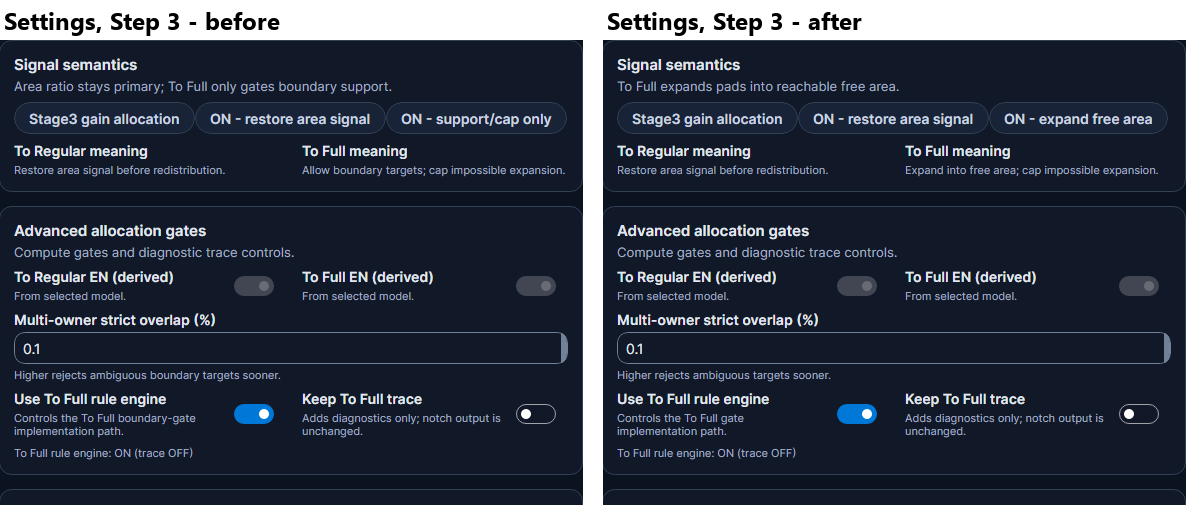 Settings, Step 3 - before
Signal semantics
Area ratio stays primary; To Full only gates boundary support.
Stage3 gain allocation
ON - restore area signal
ON - support/cap only
To Regular meaning
Restore area signal before redistribution.
To Full meaning
Allow boundary targets; cap impossible expansion.
Advanced allocation gates
Compute gates and diagnostic trace controls.
To Regular EN (derived)
From selected model.
To Full EN (derived)
From selected model.
Multi-owner strict overlap (%)
0.1
Higher rejects ambiguous boundary targets sooner.
Use To Full rule engine
Controls the To Full boundary-gate
implementation path.
Keep To Full trace
Adds diagnostics only; notch output is
unchanged.
To Full rule engine: ON (trace OFF)
Settings, Step 3 - after
Signal semantics
To Full expands pads into reachable free area.
Stage3 gain allocation
ON - restore area signal
ON - expand free area
To Regular meaning
Restore area signal before redistribution.
To Full meaning
Expand into free area; cap impossible expansion.
Advanced allocation gates
Compute gates and diagnostic trace controls.
To Regular EN (derived)
From selected model.
To Full EN (derived)
From selected model.
Multi-owner strict overlap (%)
0.1
Higher rejects ambiguous targets sooner.
Use To Full rule engine
Controls the To Full gate
implementation path.
Keep To Full trace
Adds diagnostics only; notch output is
unchanged.
To Full rule engine: ON (trace OFF)